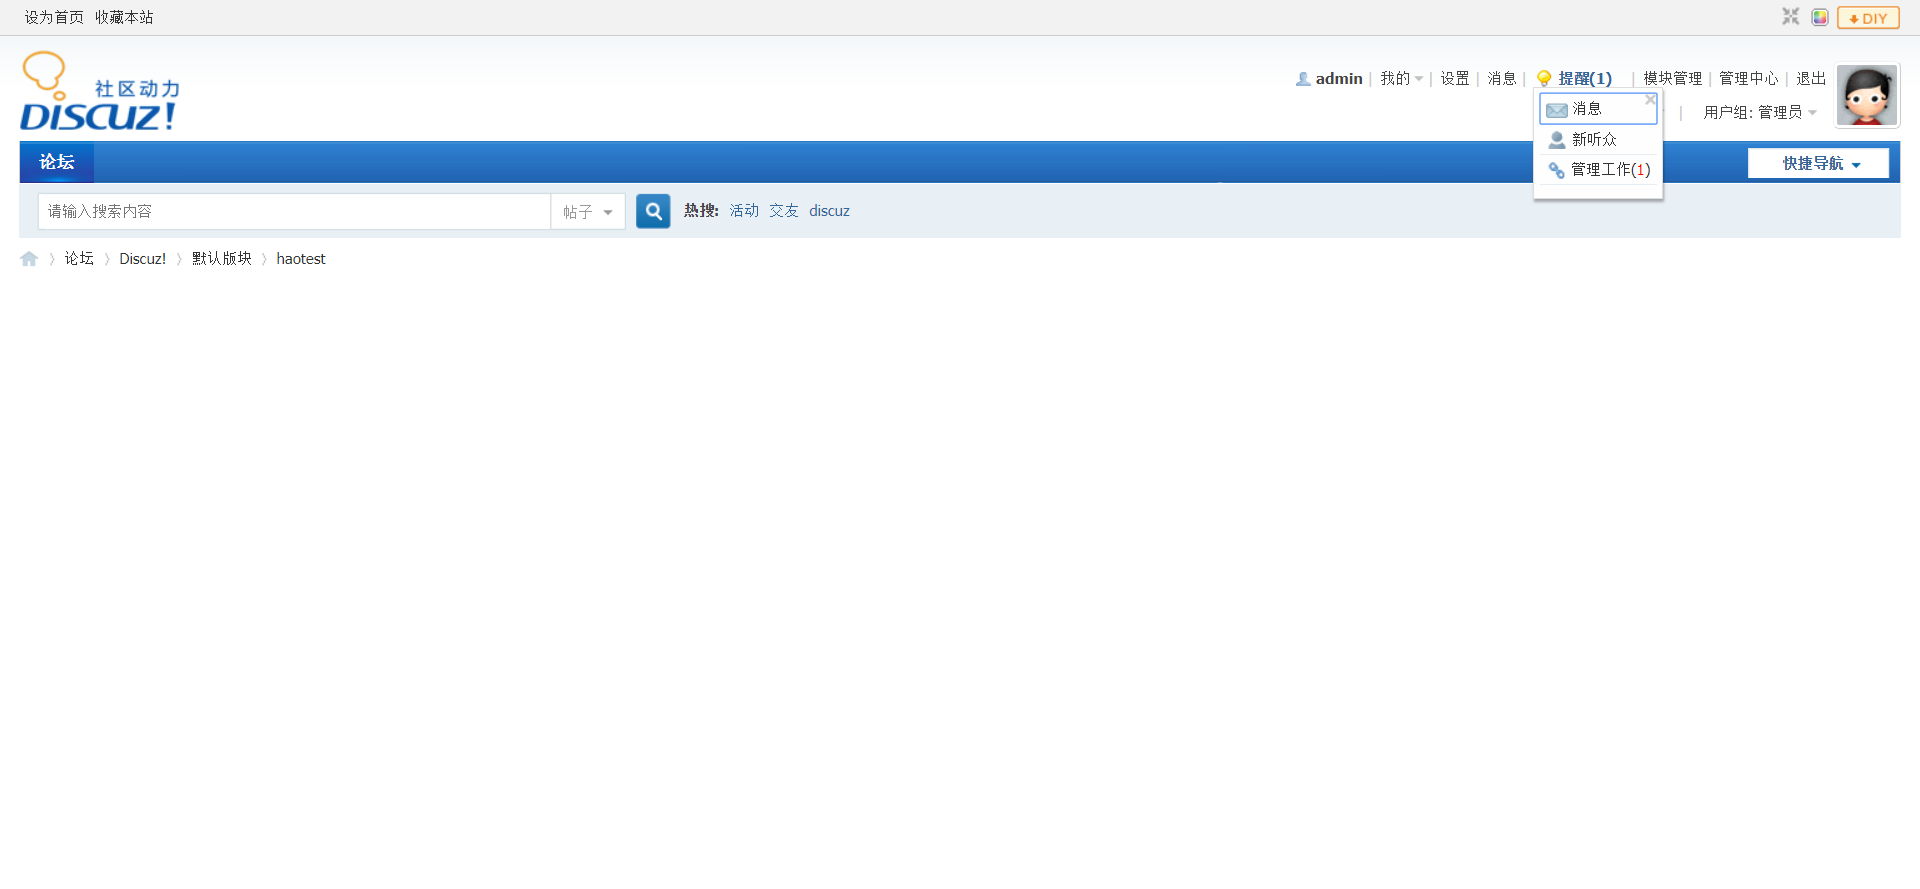 设为首页 收藏本站
DIY
社区动力
DISCUZ!
admin | 我的 | 设置 | 消息 | 提醒(1) | 模块管理 | 管理中心 | 退出
| 用户组: 管理员
消息
新听众
管理工作(1)
论坛
快捷导航
请输入搜索内容
帖子
热搜: 活动 交友 discuz
论坛 〉 Discuz! 〉 默认版块 〉 haotest